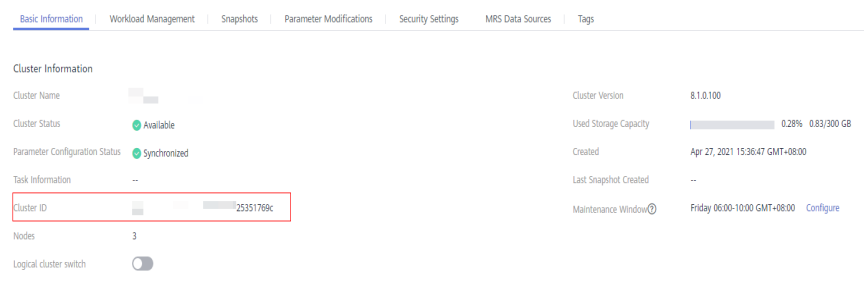 Basic Information Workload Management Snapshots Parameter Modifications Security Settings MRS Data Sources Tags
Cluster Information
Cluster Name Cluster Version 8.1.0.100
Cluster Status Available Used Storage Capacity 0.28% 0.83/300 GB
Parameter Configuration Status Synchronized Created Apr 27, 2021 15:36:47 GMT+08:00
Task Information -- Last Snapshot Created --
Cluster ID 25351769c Maintenance Window? Friday 06:00-10:00 GMT+08:00 Configure
Nodes 3
Logical cluster switch